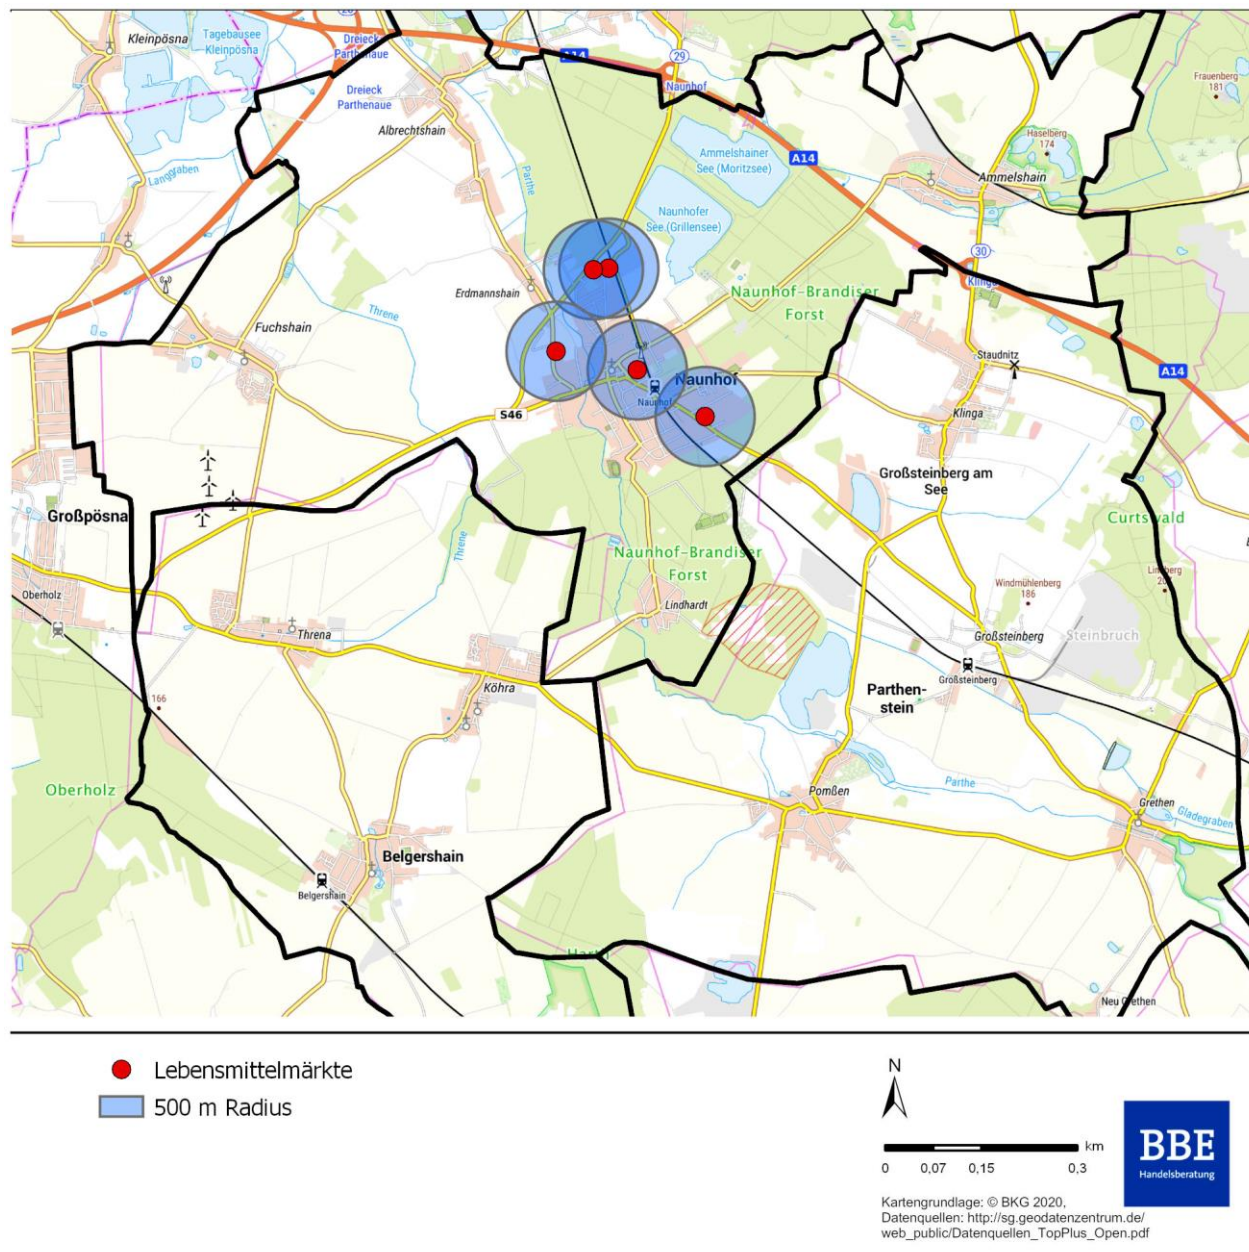 Kleinpösna
Tagebausee
Kleinpösna
Dreieck
Parthenaue
A14
29
Naunhof
Frauenberg
181
Dreieck
Parthenaue
Albrechtshain
Haselberg
174
Ammelshainer
See (Moritzsee)
A14
Langgraben
Parthe
Ammelshain
Naunhofer
See (Grillensee)
30
Klinga
Erdmannshain
Naunhof-Brandiser
Forst
Threne
Fuchshain
Staudnitz
A14
Naunhof
Naunhof
S46
Klinga
Großsteinberg am
See
Großpösna
Curtswald
Threne
Naunhof-Brandiser
Forst
Windmühlenberg
186
Oberholz
Lindhardt
Threna
Großsteinberg
Steinbruch
Großsteinberg
Köhra
Parthen-
stein
166
Oberholz
Pomßen
Parthe
Grethen
Gladegraben
Belgershain
Belgershain
Neu Grethen
Lebensmittelmärkte
500 m Radius
N
km
0 0,07 0,15 0,3
BBE
Handelsberatung
Kartengrundlage: © BKG 2020,
Datenquellen: http://sg.geodatenzentrum.de/
web_public/Datenquellen_TopPlus_Open.pdf